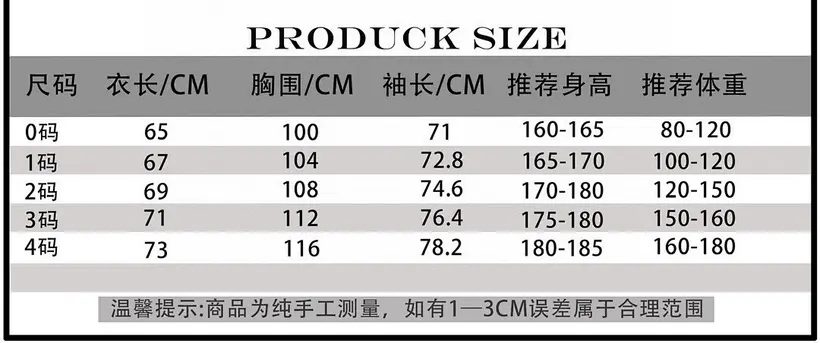 PRODUCK SIZE
尺码 衣长/CM 胸围/CM 袖长/CM 推荐身高 推荐体重
0码 65 100 71 160-165 80-120
1码 67 104 72.8 165-170 100-120
2码 69 108 74.6 170-180 120-150
3码 71 112 76.4 175-180 150-160
4码 73 116 78.2 180-185 160-180
温馨提示:商品为纯手工测量，如有1—3CM误差属于合理范围